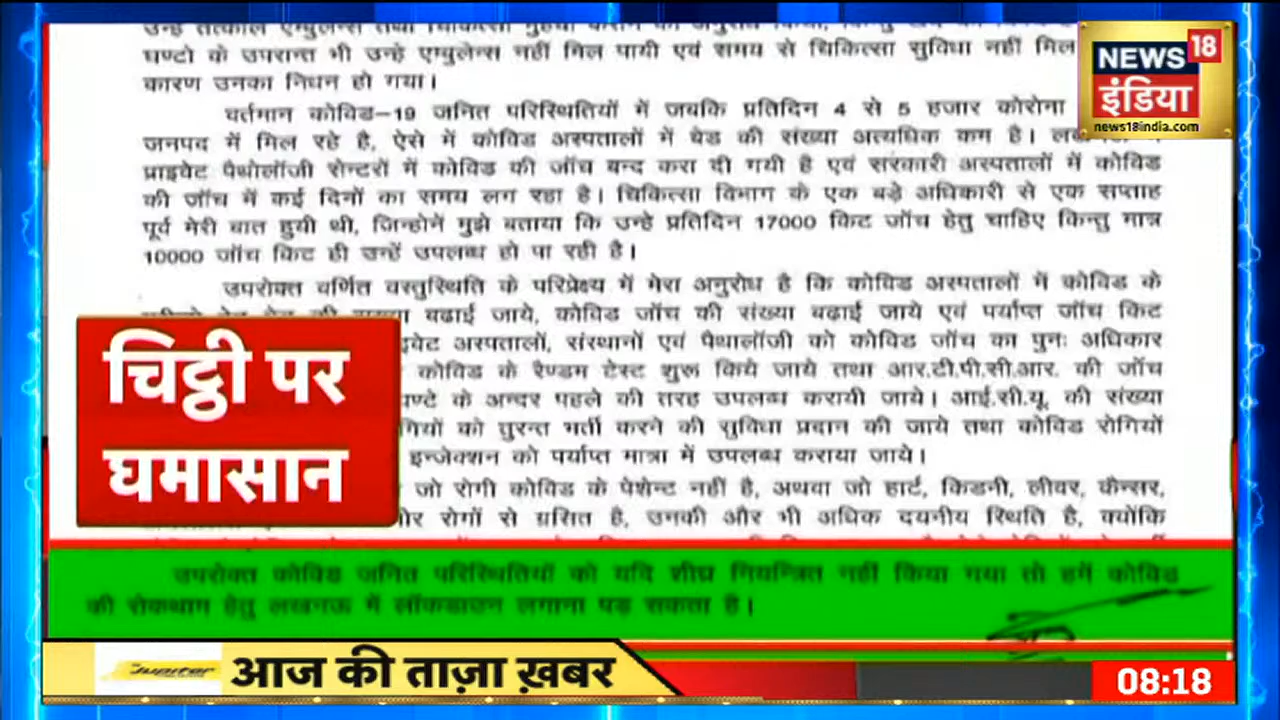 घण्टो के उपरान्त भी उन्हे एम्बुलेन्स नहीं मिल पायी एवं समय से चिकित्सा सुविधा नहीं मिल
कारण उनका निधन हो गया।
वर्तमान कोविड–19 जनित परिस्थितियों में जबकि प्रतिदिन 4 से 5 हजार कोरोना
जनपद में मिल रहे है, ऐसे में कोविड अस्पतालों में बेड की संख्या अत्यधिक कम है।
प्राइवेट पैथोलॉजी सेन्टरों में कोविड की जॉच बन्द करा दी गयी है एवं सरकारी अस्पतालों में कोविड
की जॉच में कई दिनों का समय लग रहा है। चिकित्सा विभाग के एक बड़े अधिकारी से एक सप्ताह
पूर्व मेरी बात हुयी थी, जिन्होनें मुझे बताया कि उन्हे प्रतिदिन 17000 किट जॉच हेतु चाहिए किन्तु मात्र
10000 जॉच किट ही उन्हें उपलब्ध हो पा रही है।
उपरोक्त वर्णित वस्तुस्थिति के परिप्रेक्ष्य में मेरा अनुरोध है कि कोविड अस्पतालों में कोविड के
बढाई जाये, कोविड जॉच की संख्या बढ़ाई जाये एवं पर्याप्त जॉच किट
अस्पतालों, संस्थानों एवं पैथालॉजी को कोविड जॉच का पुनः अधिकार
कोविड के रैण्डम टेस्ट शुरू किये जाये तथा आर.टी.पी.सी.आर. की जॉच
के अन्दर पहले की तरह उपलब्ध करायी जाये। आई.सी.यू. की संख्या
को तुरन्त भर्ती करने की सुविधा प्रदान की जाये तथा कोविड रोगियों
इन्जेक्शन को पर्याप्त मात्रा में उपलब्ध कराया जाये।
जो रोगी कोविड के पेशेन्ट नहीं है, अथवा जो हार्ट, किडनी, लीवर, कैन्सर,
रोगों से ग्रसित है, उनकी और भी अधिक दयनीय स्थिति है, क्योंकि
उपरोक्त कोविड जनित परिस्थितियों को यदि शीघ्र नियन्त्रित नहीं किया गया तो हमें कोविड
की रोकथाम हेतु लखनऊ में लॉकडाउन लगाना पड़ सकता है।
NEWS 18
इंडिया
news18india.com
चिट्ठी पर
घमासान
Jupiter
आज की ताज़ा ख़बर
08:18